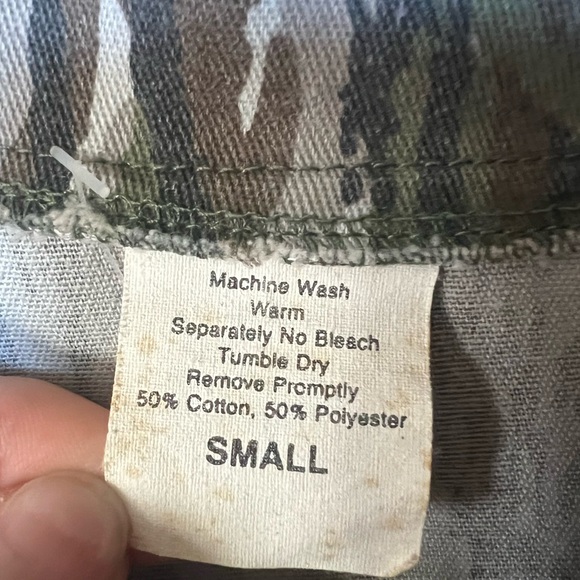 Machine Wash
Warm
Separately No Bleach
Tumble Dry
Remove Promptly
50% Cotton, 50% Polyester
SMALL